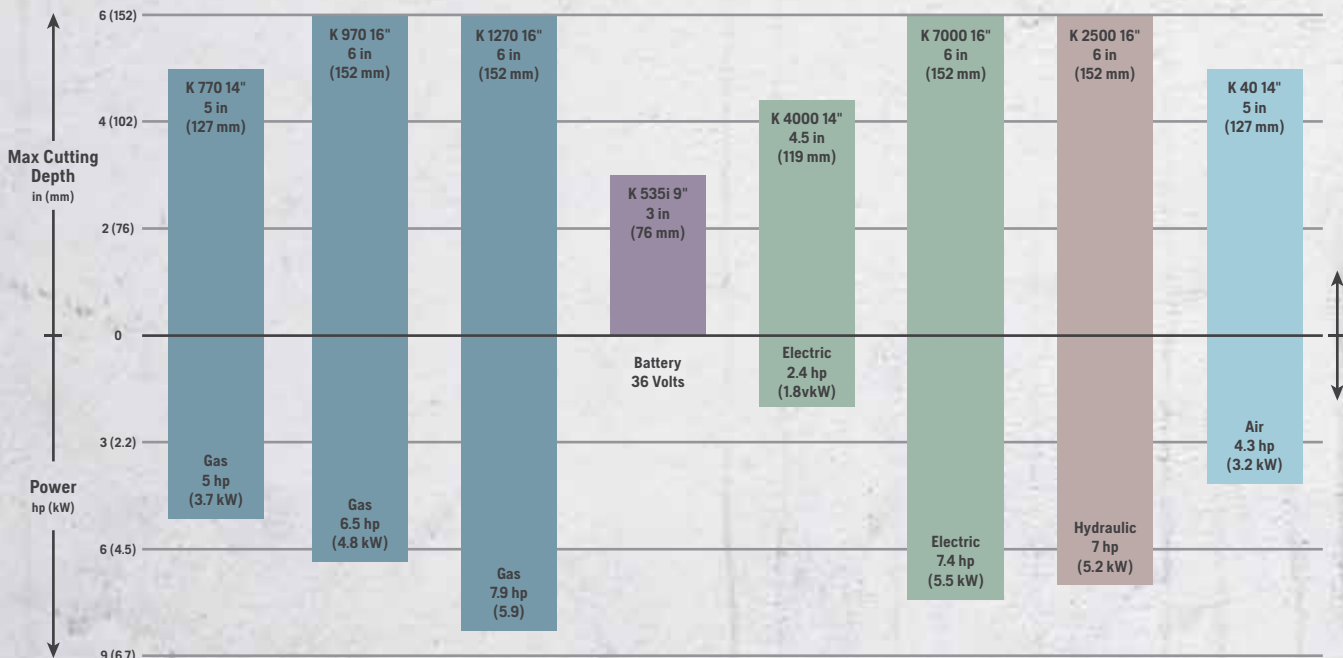 6 (152)
4 (102)
Max Cutting
Depth
in (mm)
2 (76)
0
3 (2.2)
Power
hp (kW)
6 (4.5)
9 (6.7)
K 770 14"
5 in
(127 mm)
Gas
5 hp
(3.7 kW)
K 970 16"
6 in
(152 mm)
Gas
6.5 hp
(4.8 kW)
K 1270 16"
6 in
(152 mm)
Gas
7.9 hp
(5.9)
K 535i 9"
3 in
(76 mm)
Battery
36 Volts
K 4000 14"
4.5 in
(119 mm)
Electric
2.4 hp
(1.8vkW)
K 7000 16"
6 in
(152 mm)
Electric
7.4 hp
(5.5 kW)
K 2500 16"
6 in
(152 mm)
Hydraulic
7 hp
(5.2 kW)
K 40 14"
5 in
(127 mm)
Air
4.3 hp
(3.2 kW)